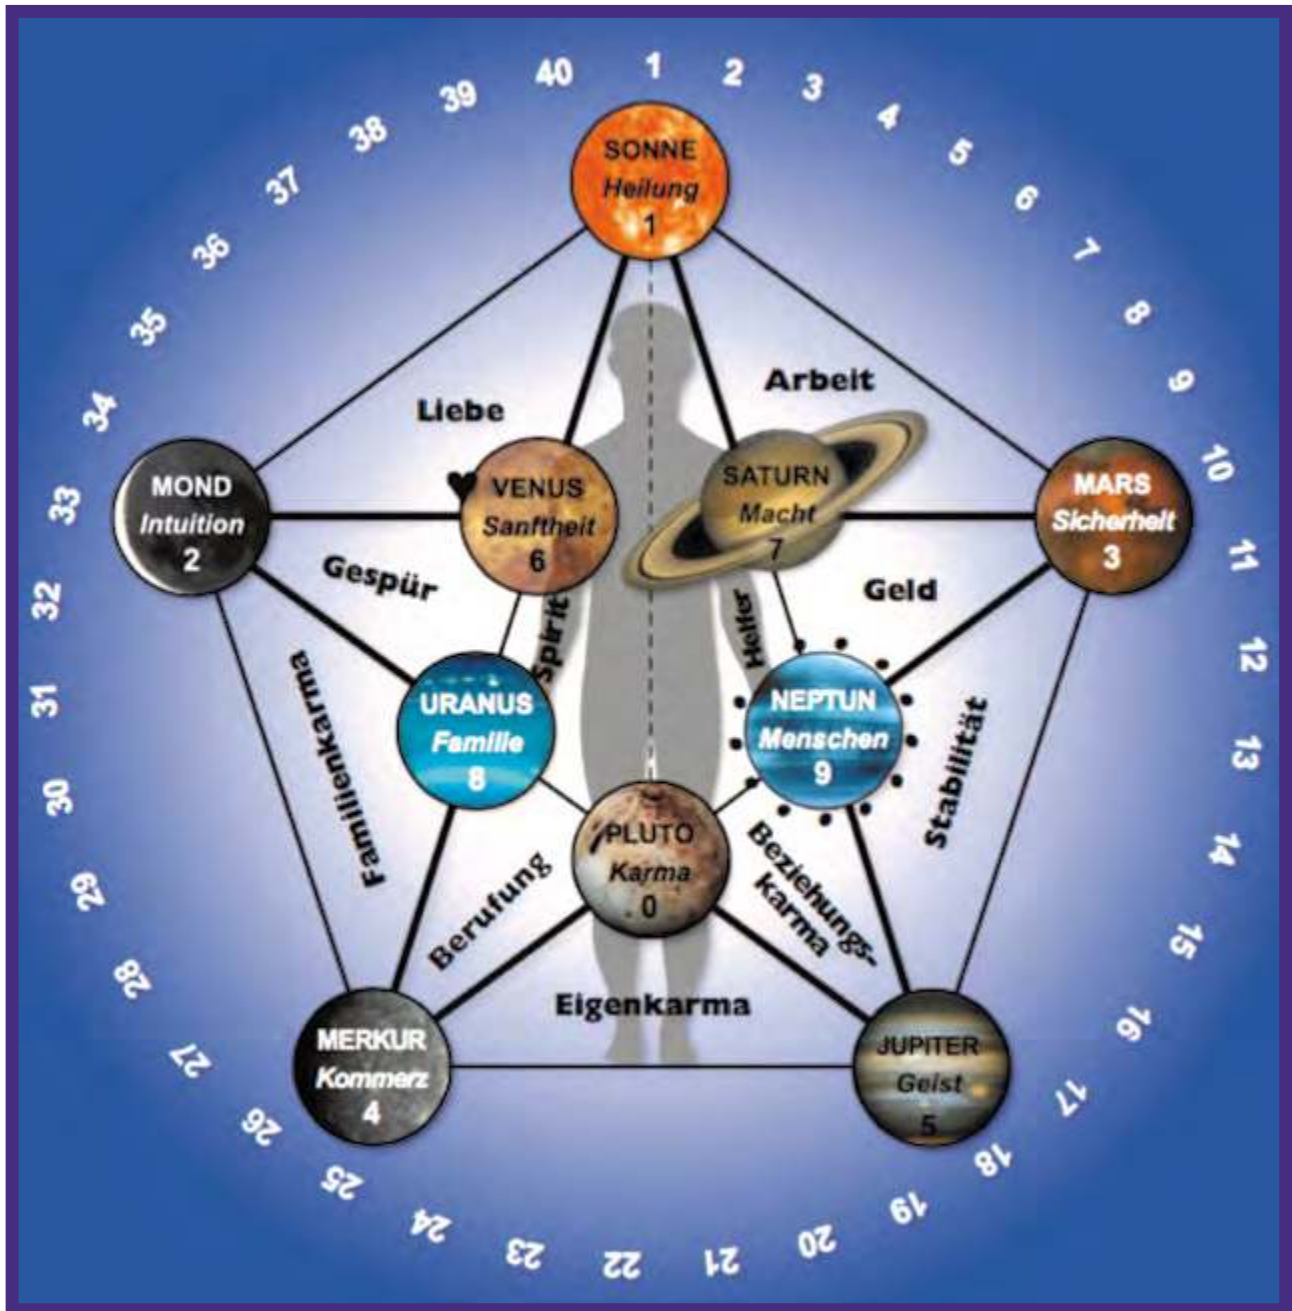 40
1
2
3
4
5
6
7
8
9
10
11
12
13
14
15
16
17
18
19
20
21
22
23
24
25
26
27
28
29
30
31
32
33
34
35
36
37
38
39
SONNE
Heilung
1
Liebe
Arbeit
MOND
Intuition
2
VENUS
Sanftheit
6
SATURN
Macht
7
MARS
Sicherheit
3
Gespür
Spirit
Helfer
Geld
Familienkarma
URANUS
Familie
8
NEPTUN
Menschen
9
Stabilität
PLUTO
Karma
0
Berufung
Beziehungs-
karma
Eigenkarma
MERKUR
Kommerz
4
JUPITER
Geist
5